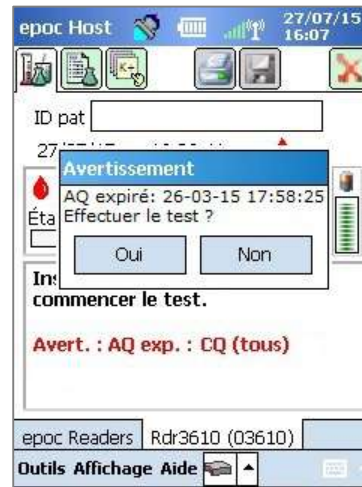 epoc Host 27/07/15
16:07
ID pat
27
Avertissement
AQ expiré: 26-03-15 17:58:25
Effectuer le test ?
Éta
Oui Non
Ins
commencer le test.
Avert. : AQ exp. : CQ (tous)
epoc Readers Rdr3610 (03610)
Outils Affichage Aide